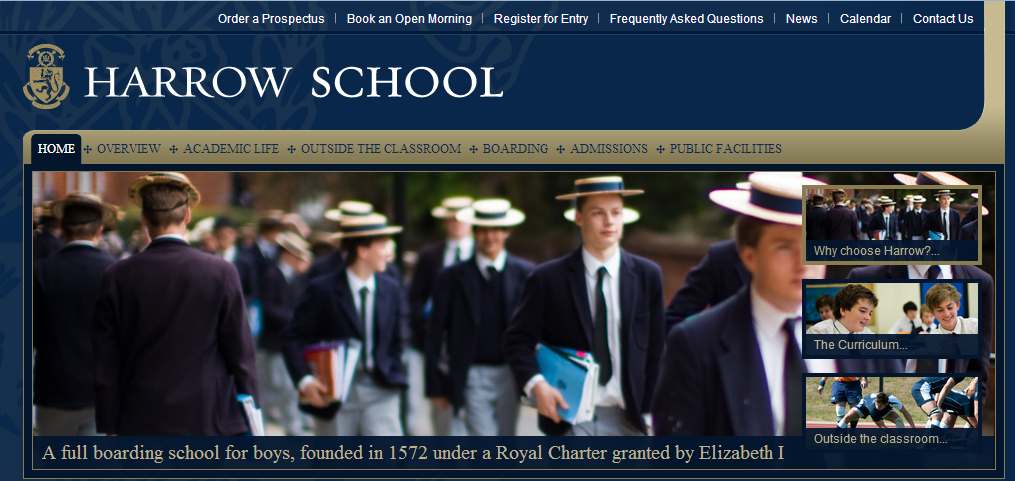 Order a Prospectus | Book an Open Morning | Register for Entry | Frequently Asked Questions | News | Calendar | Contact Us
HARROW SCHOOL
HOME ✣ OVERVIEW ✣ ACADEMIC LIFE ✣ OUTSIDE THE CLASSROOM ✣ BOARDING ✣ ADMISSIONS ✣ PUBLIC FACILITIES
Why choose Harrow?...
The Curriculum...
Outside the classroom...
A full boarding school for boys, founded in 1572 under a Royal Charter granted by Elizabeth I